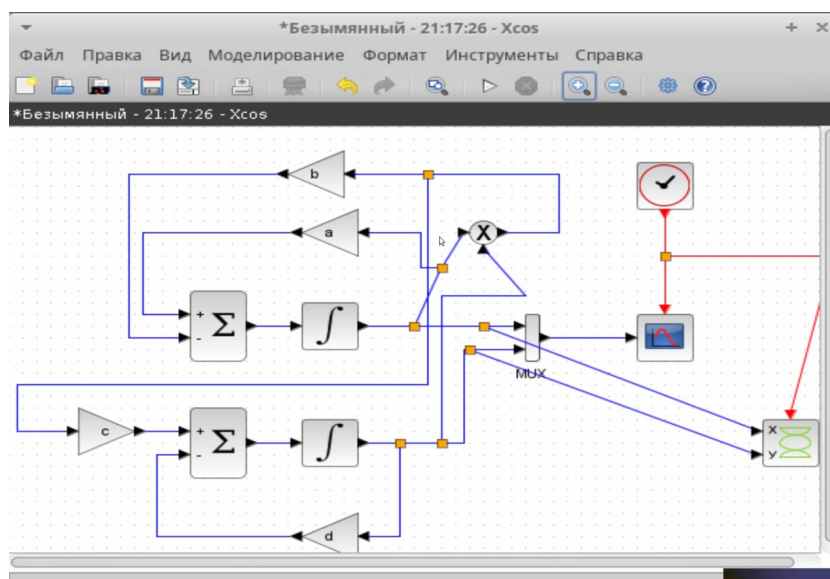 *Безымянный - 21:17:26 - Xcos
Файл Правка Вид Моделирование Формат Инструменты Справка
*Безымянный - 21:17:26 - Xcos
b
a
X
+
-
Σ
∫
MUX
X
y
c
+
-
Σ
∫
d